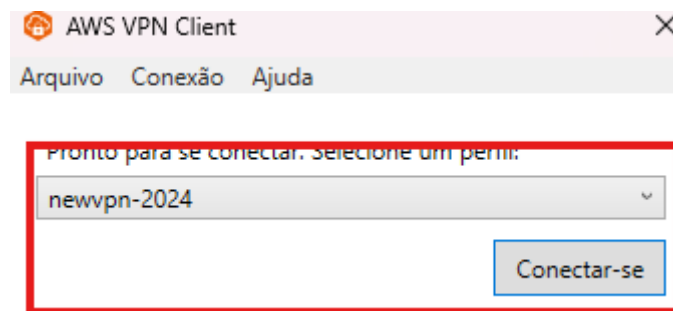 AWS VPN Client
Arquivo Conexão Ajuda
Pronto para se conectar. Selecione um perfil:
newvpn-2024
Conectar-se